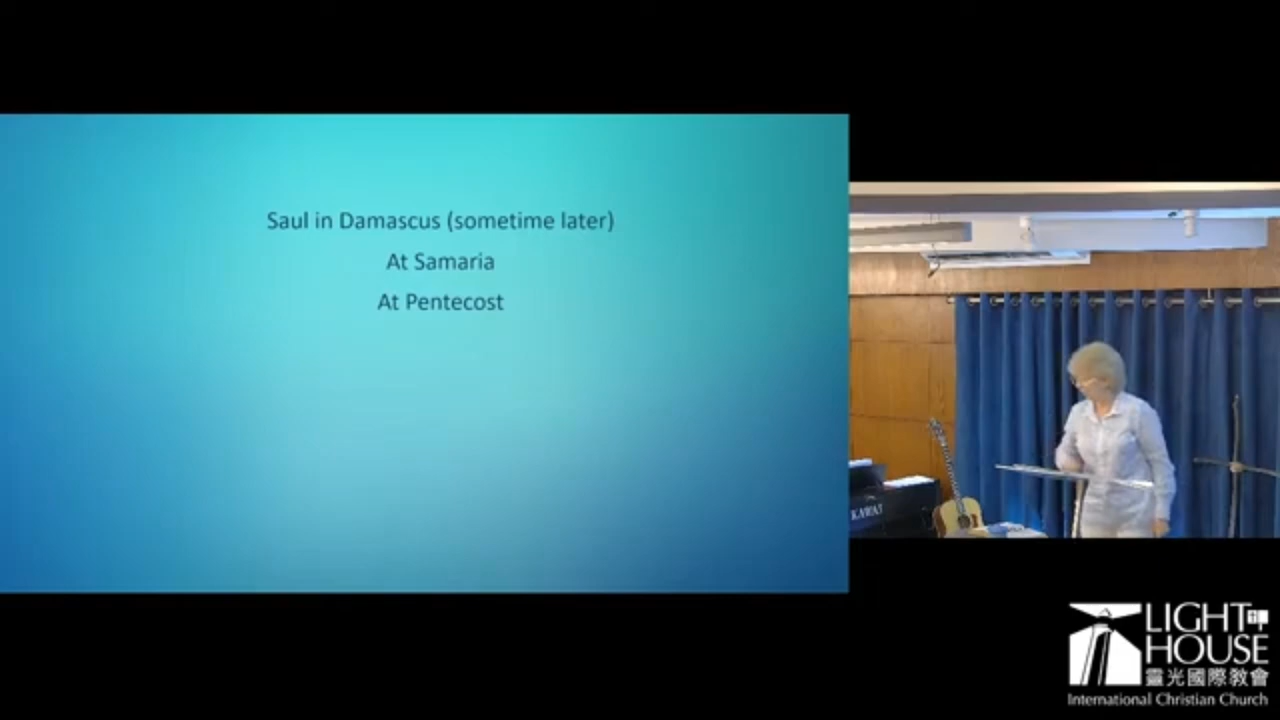 Saul in Damascus (sometime later)
At Samaria
At Pentecost
KAWAI
LIGHT
HOUSE
靈光國際教會
International Christian Church